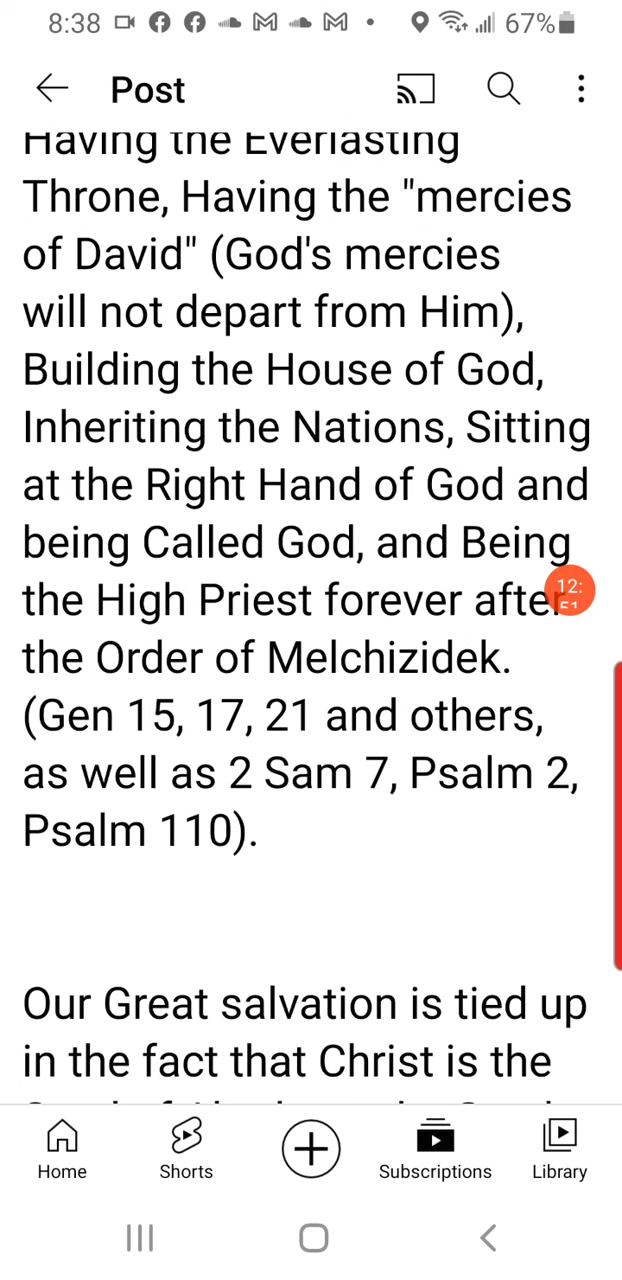 8:38
67%
Post
Having the Everlasting
Throne, Having the "mercies
of David" (God's mercies
will not depart from Him),
Building the House of God,
Inheriting the Nations, Sitting
at the Right Hand of God and
being Called God, and Being
the High Priest forever after
12:
51
the Order of Melchizidek.
(Gen 15, 17, 21 and others,
as well as 2 Sam 7, Psalm 2,
Psalm 110).
Our Great salvation is tied up
in the fact that Christ is the
Home
Shorts
Subscriptions
Library